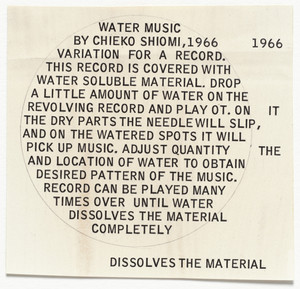 WATER MUSIC
BY CHIEKO SHIOMI, 1966 1966
VARIATION FOR A RECORD.
THIS RECORD IS COVERED WITH
WATER SOLUBLE MATERIAL. DROP
A LITTLE AMOUNT OF WATER ON THE
REVOLVING RECORD AND PLAY OT. ON IT
THE DRY PARTS THE NEEDLE WILL SLIP,
AND ON THE WATERED SPOTS IT WILL
PICK UP MUSIC. ADJUST QUANTITY THE
AND LOCATION OF WATER TO OBTAIN
DESIRED PATTERN OF THE MUSIC.
RECORD CAN BE PLAYED MANY
TIMES OVER UNTIL WATER
DISSOLVES THE MATERIAL
COMPLETELY
DISSOLVES THE MATERIAL